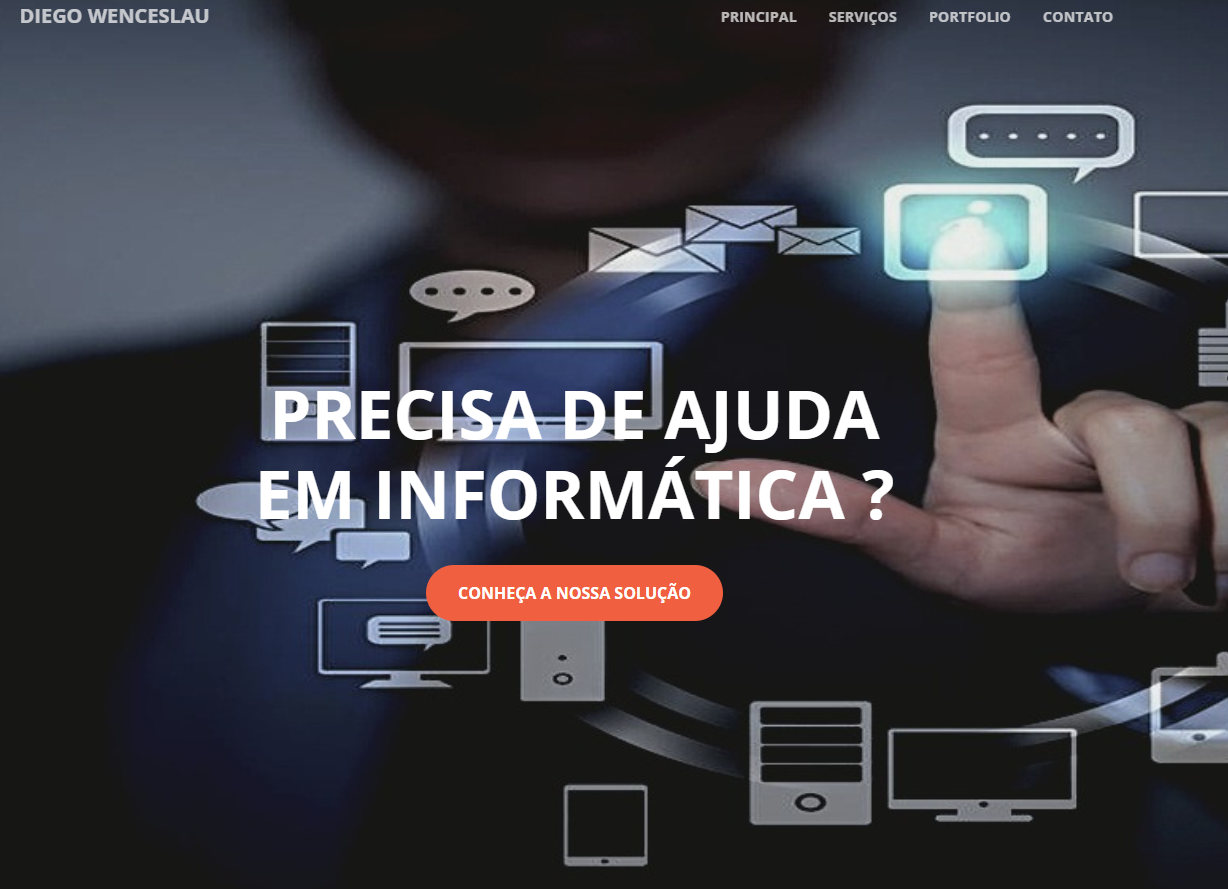 DIEGO WENCESLAU
PRINCIPAL SERVIÇOS PORTFOLIO CONTATO
PRECISA DE AJUDA
EM INFORMÁTICA ?
CONHEÇA A NOSSA SOLUÇÃO